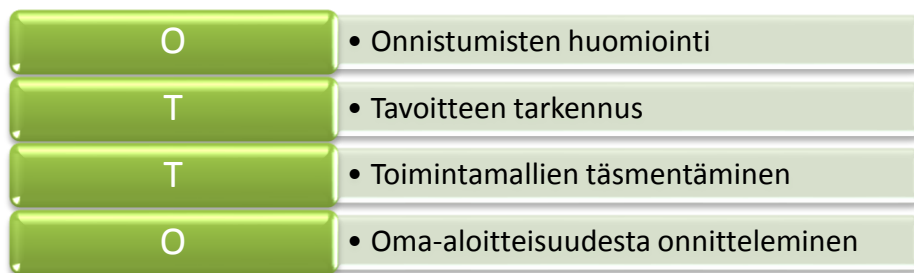 O • Onnistumisten huomiointi
T • Tavoitteen tarkennus
T • Toimintamallien täsmentäminen
O • Oma-aloitteisuudesta onnitteleminen